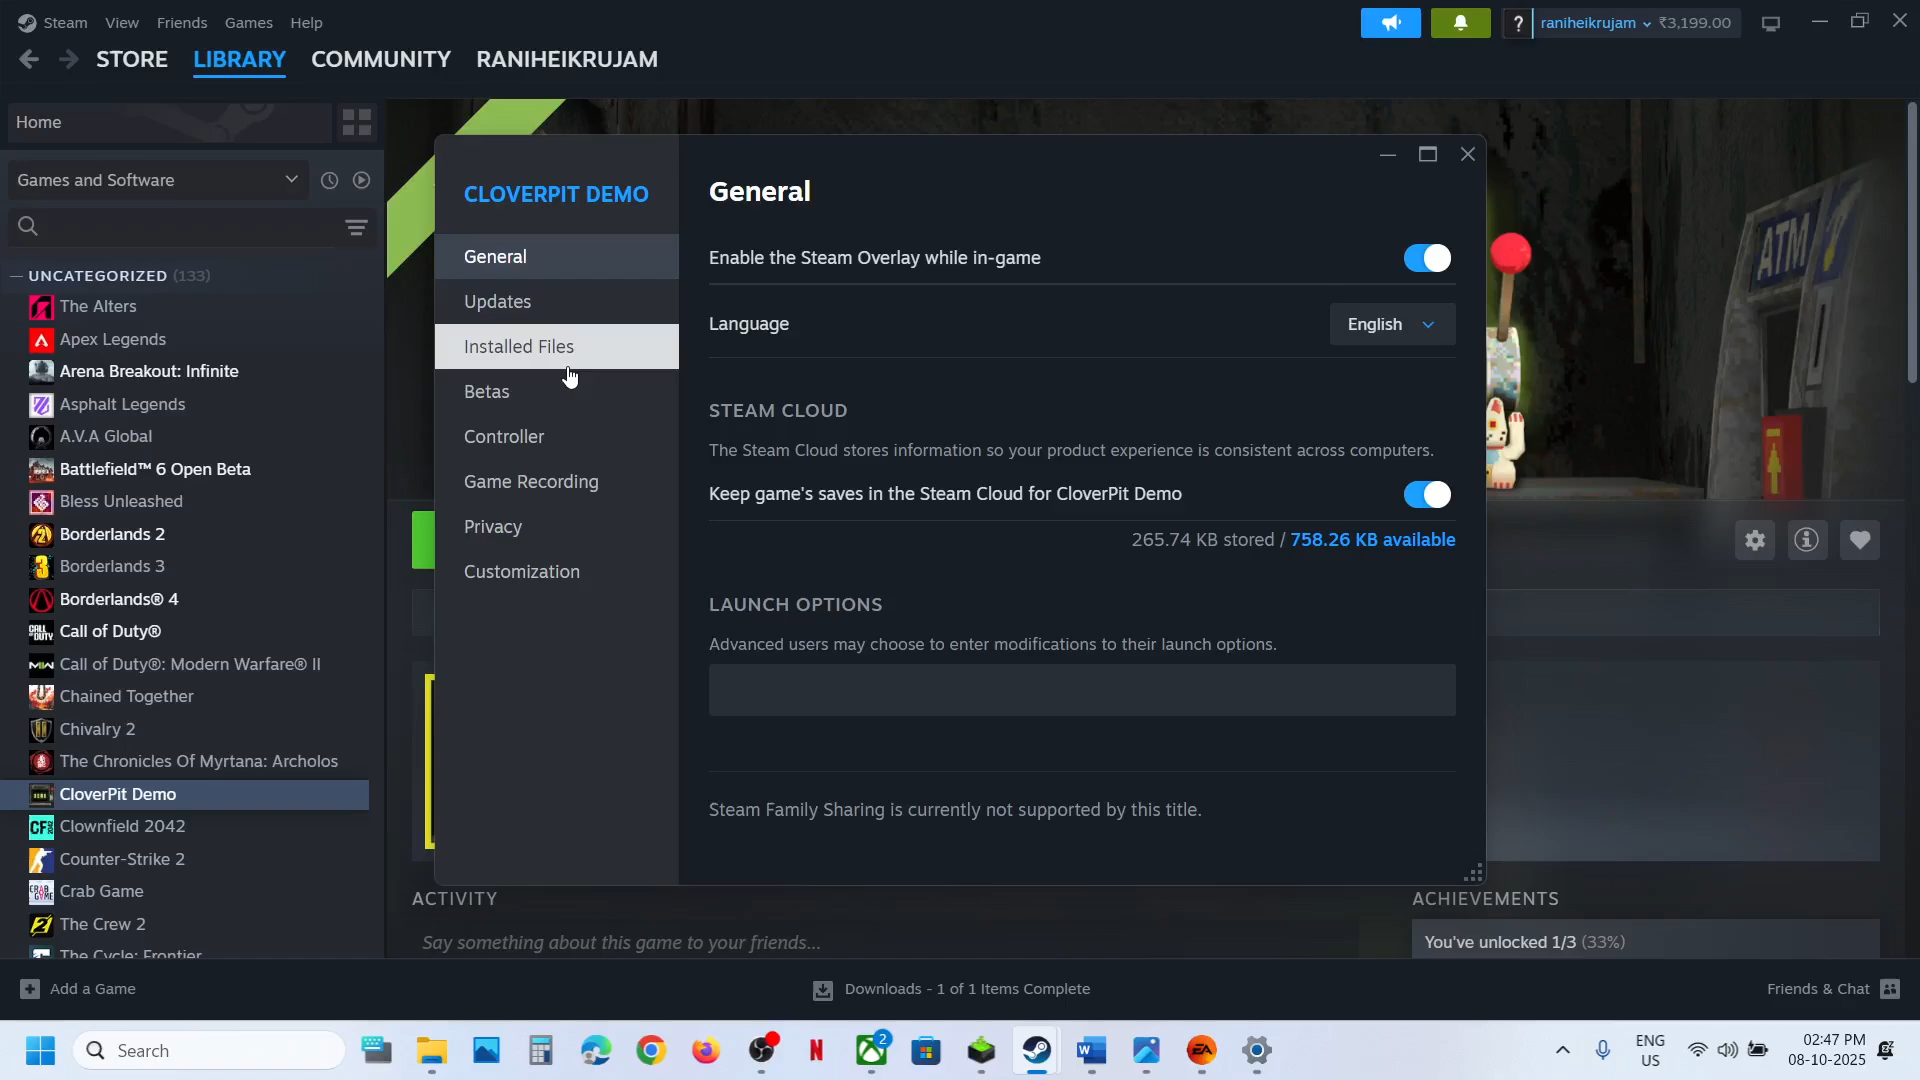 Steam View Friends Games Help
raniheikrujam ₹3,199.00
STORE LIBRARY COMMUNITY RANIHEIKRUJAM
Home
Games and Software
UNCATEGORIZED (133)
The Alters
Apex Legends
Arena Breakout: Infinite
Asphalt Legends
A.V.A Global
Battlefield™ 6 Open Beta
Bless Unleashed
Borderlands 2
Borderlands 3
Borderlands® 4
Call of Duty®
Call of Duty®: Modern Warfare® II
Chained Together
Chivalry 2
The Chronicles Of Myrtana: Archolos
CloverPit Demo
Clownfield 2042
Counter-Strike 2
Crab Game
The Crew 2
The Cycle: Frontier
CLOVERPIT DEMO
General
Updates
Installed Files
Betas
Controller
Game Recording
Privacy
Customization
General
Enable the Steam Overlay while in-game
Language English
STEAM CLOUD
The Steam Cloud stores information so your product experience is consistent across computers.
Keep game's saves in the Steam Cloud for CloverPit Demo
265.74 KB stored / 758.26 KB available
LAUNCH OPTIONS
Advanced users may choose to enter modifications to their launch options.
Steam Family Sharing is currently not supported by this title.
ATM
ACTIVITY
Say something about this game to your friends...
ACHIEVEMENTS
You've unlocked 1/3 (33%)
Add a Game
Downloads - 1 of 1 Items Complete
Friends & Chat
Search
2
ENG
US
02:47 PM
08-10-2025